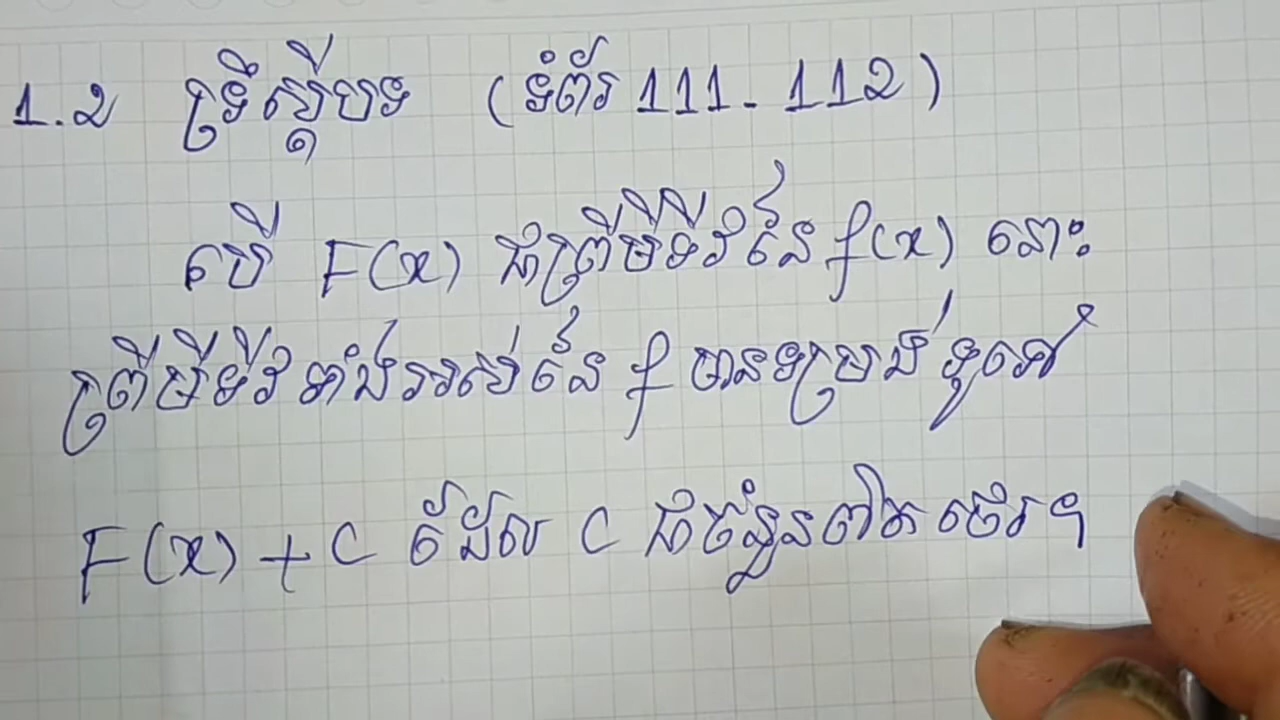 1.2 ទ្រឹស្តីបទ (ទំព័រ 111-112)
បើ F(x) ជាព្រីមីទីវនៃ f(x) នោះ
ព្រីមីទីវទាំងអស់នៃ f មានទម្រង់ទូទៅ
F(x)+C ដែល C ជាចំនួនពិតថេរ។